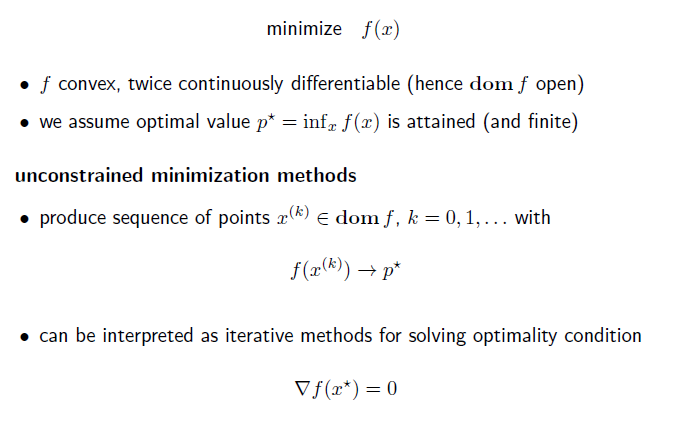 minimize f(x)
• f convex, twice continuously differentiable (hence dom f open)
• we assume optimal value p⋆ = infₓ f(x) is attained (and finite)
unconstrained minimization methods
• produce sequence of points x⁽ᵏ⁾ ∈ dom f, k = 0, 1, . . . with
f(x⁽ᵏ⁾) → p⋆
• can be interpreted as iterative methods for solving optimality condition
∇f(x⋆) = 0